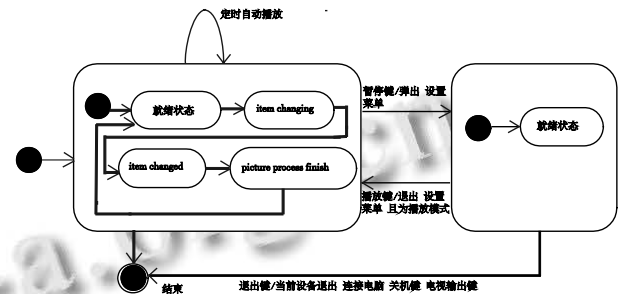 定时自动播放
就绪状态
item changing
item changed
picture process finish
暂停键/弹出 设置
菜单
就绪状态
播放键/退出 设置
菜单 且为播放模式
结束
退出键/当前设备退出 连接电脑 关机键 电视输出键